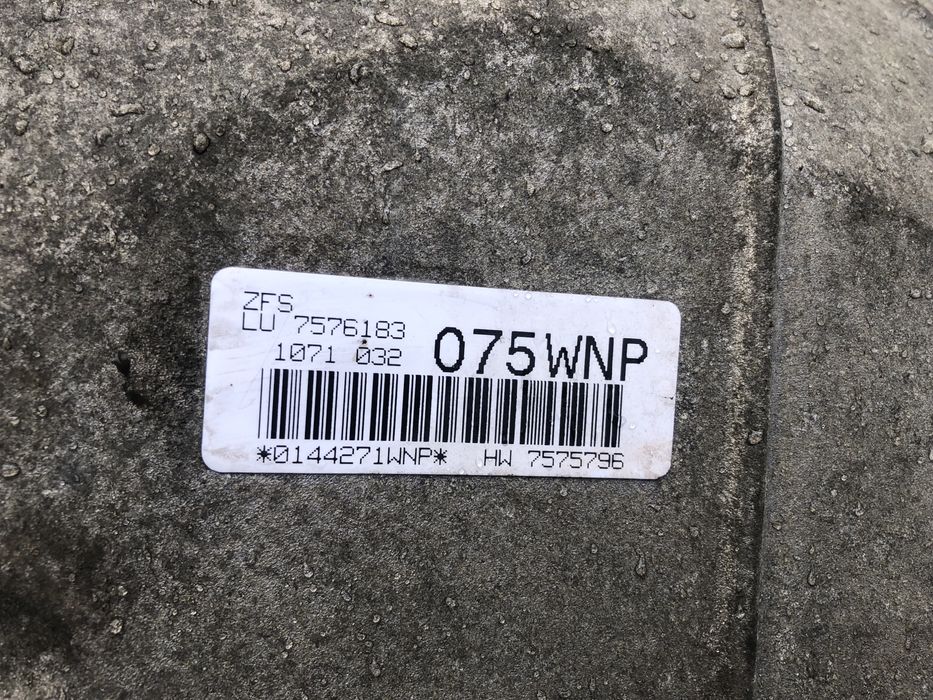 ZFS
LU 7576183
1071 032
075WNP
*0144271WNP* HW 7575796